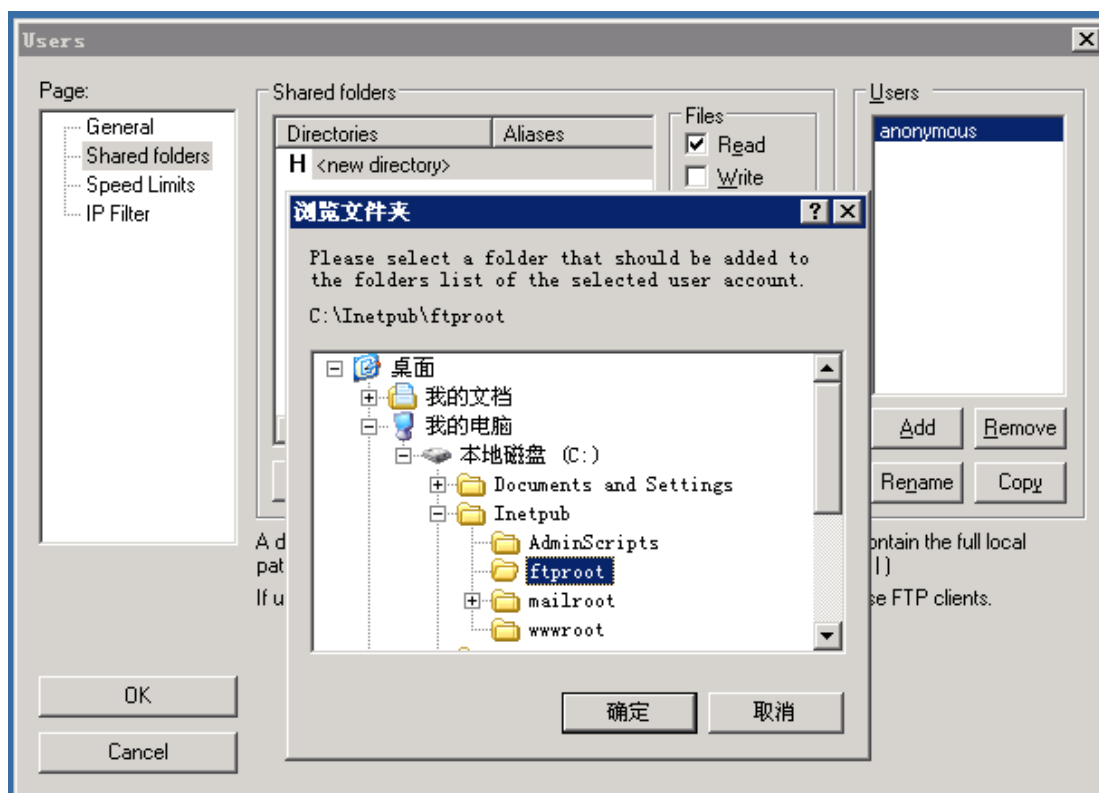 Users
Page:
General
Shared folders
Speed Limits
IP Filter
Shared folders
Directories Aliases
H <new directory>
Files
Read
Write
Users
anonymous
浏览文件夹
Please select a folder that should be added to
the folders list of the selected user account.
C:\Inetpub\ftproot
桌面
我的文档
我的电脑
本地磁盘 (C:)
Documents and Settings
Inetpub
AdminScripts
ftproot
mailroot
wwwroot
确定 取消
Add Remove
Rename Copy
A
ontain the full local
If
se FTP clients.
OK
Cancel